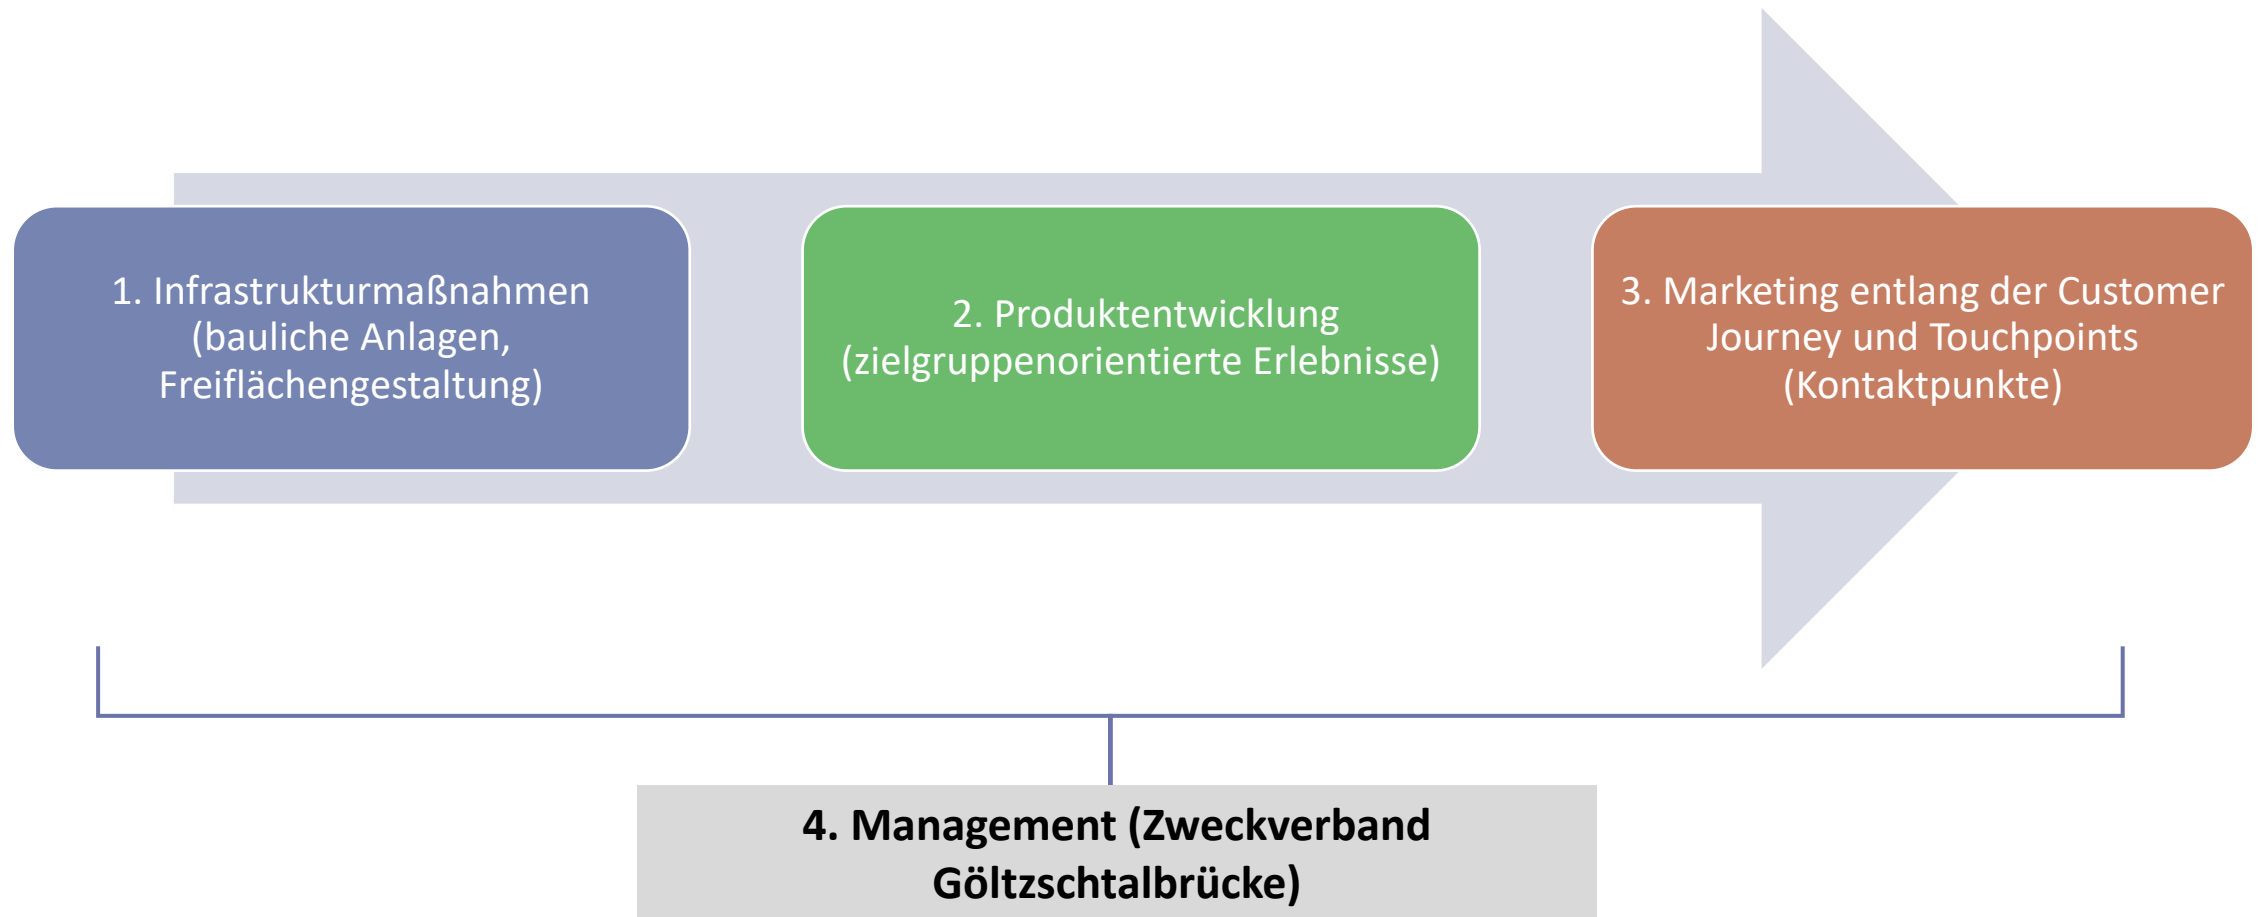 1. Infrastrukturmaßnahmen
(bauliche Anlagen,
Freiflächengestaltung)
2. Produktentwicklung
(zielgruppenorientierte Erlebnisse)
3. Marketing entlang der Customer
Journey und Touchpoints
(Kontaktpunkte)
4. Management (Zweckverband
Göltzschtalbrücke)